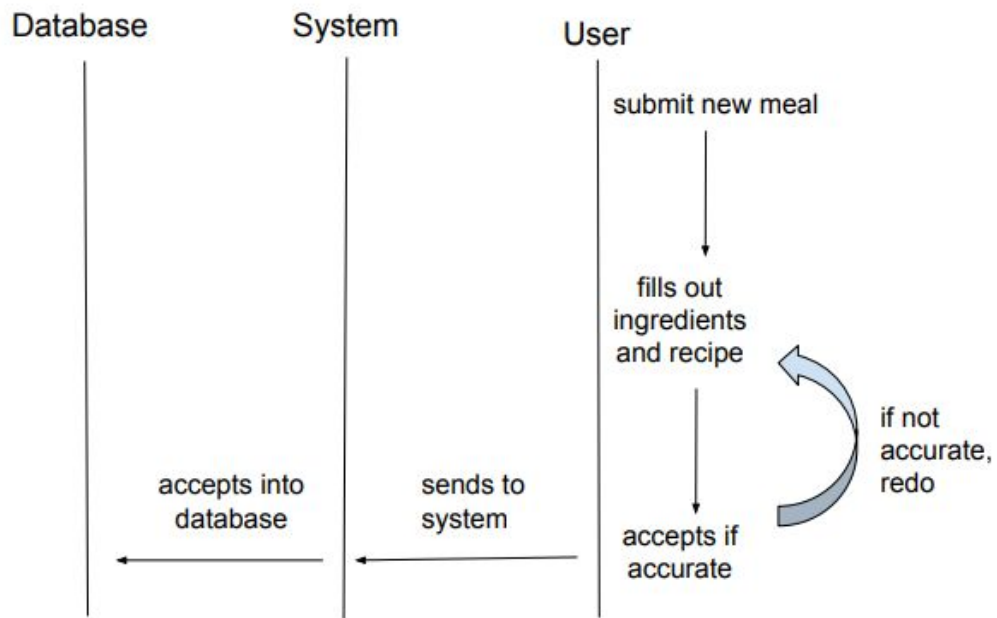 Database
System
User
submit new meal
fills out
ingredients
and recipe
if not
accurate,
redo
accepts into
database
sends to
system
accepts if
accurate